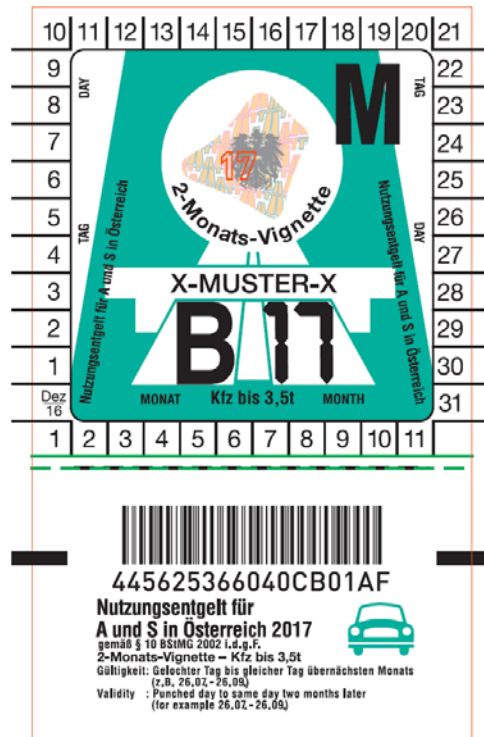 10 11 12 13 14 15 16 17 18 19 20 21
9 DAY M TAG 22
8 23
7 24
17
6 25
2-Monats-Vignette
5 26
TAG DAY
4 27
Nutzungsentgelt für A und S in Österreich
Nutzungsentgelt für A und S in Österreich
X-MUSTER-X
3 28
B 17
2 29
1 30
Dez 16 31
MONAT Kfz bis 3,5t MONTH
1 2 3 4 5 6 7 8 9 10 11
445625366040CB01AF
Nutzungsentgelt für
A und S in Österreich 2017
gemäß § 10 BStMG 2002 i.d.g.F.
2-Monats-Vignette – Kfz bis 3,5t
Gültigkeit: Gelochter Tag bis gleicher Tag übernächsten Monats
(z.B. 26.07.-26.09.)
Validity : Punched day to same day two months later
(for example 26.07.-26.09.)